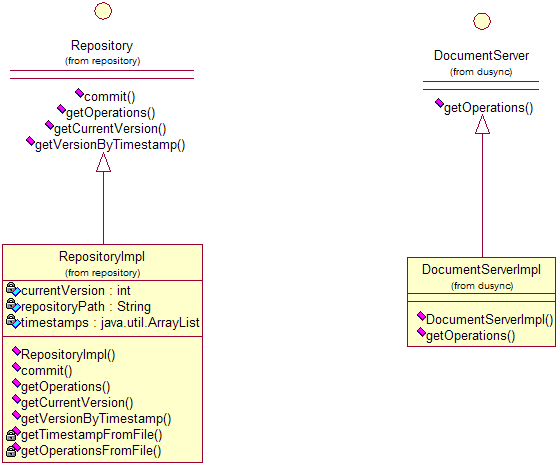 Repository
(from repository)
commit()
getOperations()
getCurrentVersion()
getVersionByTimestamp()
RepositoryImpl
(from repository)
currentVersion : int
repositoryPath : String
timestamps : java.util.ArrayList
RepositoryImpl()
commit()
getOperations()
getCurrentVersion()
getVersionByTimestamp()
getTimestampFromFile()
getOperationsFromFile()
DocumentServer
(from dusync)
getOperations()
DocumentServerImpl
(from dusync)
DocumentServerImpl()
getOperations()